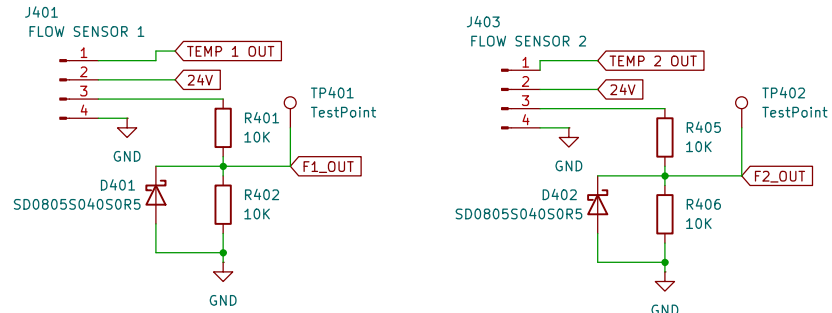 J401
FLOW SENSOR 1
1
TEMP 1 OUT
2
24V
3
4
GND
TP401
TestPoint
R401
10K
F1_OUT
D401
SD0805S040S0R5
R402
10K
GND
J403
FLOW SENSOR 2
1
TEMP 2 OUT
2
24V
3
4
GND
TP402
TestPoint
R405
10K
F2_OUT
D402
SD0805S040S0R5
R406
10K
GND